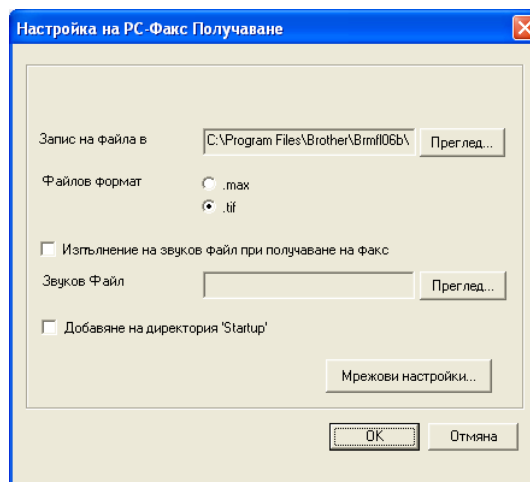 Настройка на PC-Факс Получаване
Запис на файла в C:\Program Files\Brother\Brmfl06b\ Преглед...
Файлов формат .max
.tif
Изпълнение на звуков файл при получаване на факс
Звуков Файл Преглед...
Добавяне на директория 'Startup'
Мрежови настройки...
OK Отмяна